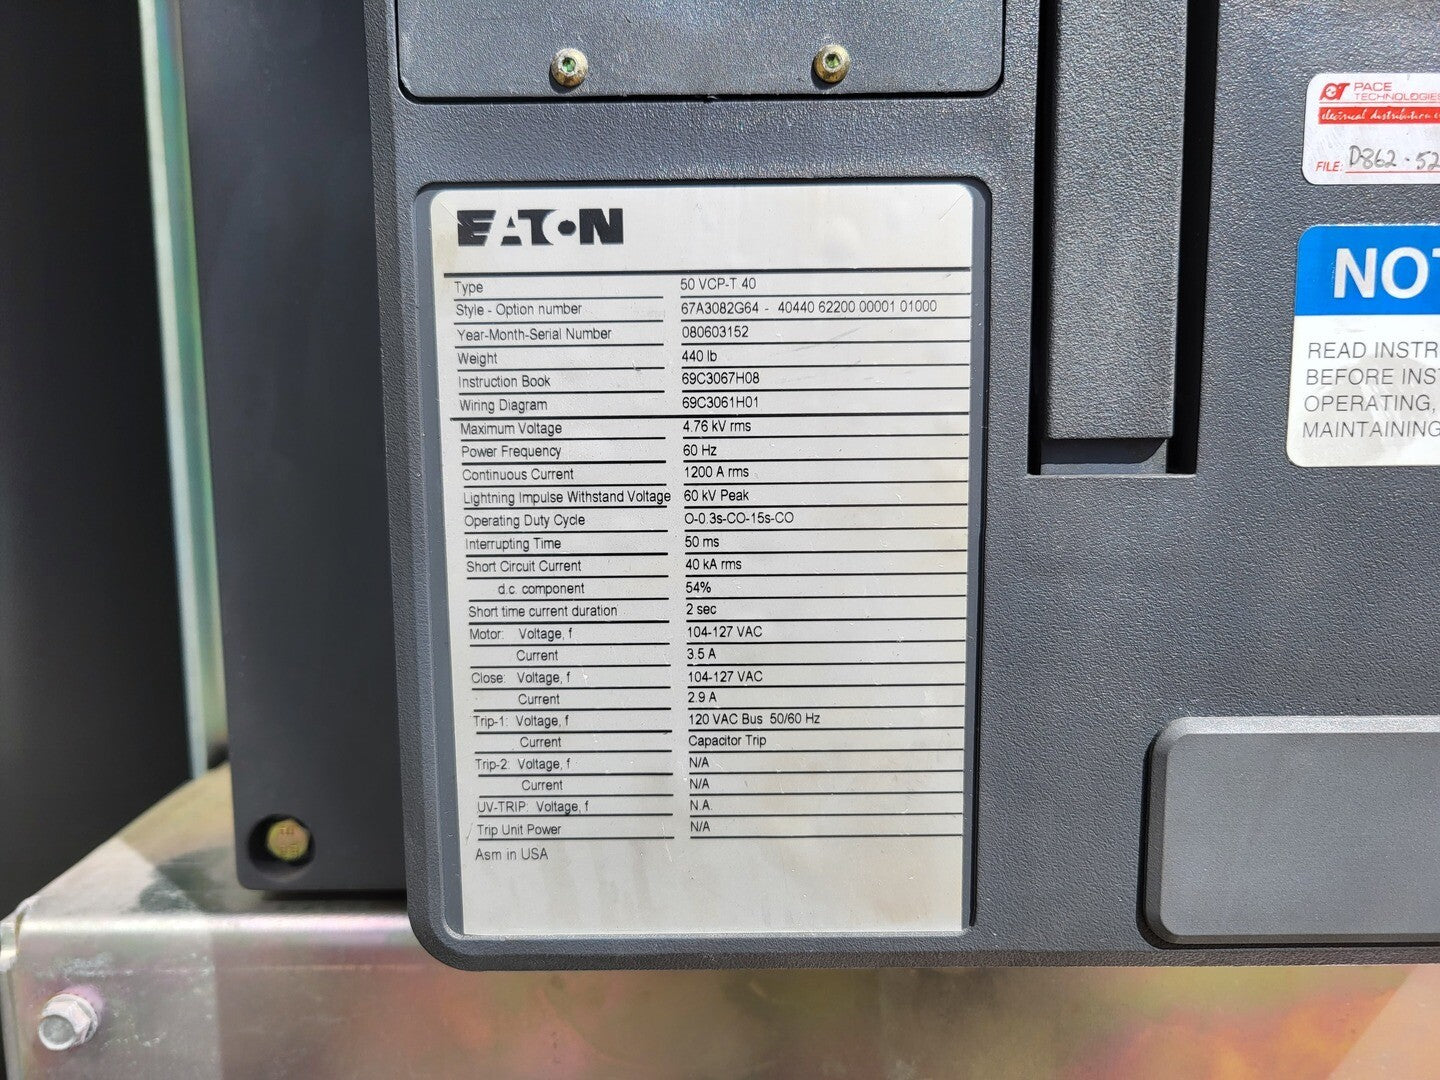 PACE
TECHNOLOGIES
electrical distribution
FILE: D862-52
EATON
Type 50 VCP-T 40
Style - Option number 67A3082G64 - 40440 62200 00001 01000
Year-Month-Serial Number 080603152
Weight 440 lb
Instruction Book 69C3067H08
Wiring Diagram 69C3061H01
Maximum Voltage 4.76 kV rms
Power Frequency 60 Hz
Continuous Current 1200 A rms
Lightning Impulse Withstand Voltage 60 kV Peak
Operating Duty Cycle O-0.3s-CO-15s-CO
Interrupting Time 50 ms
Short Circuit Current 40 kA rms
d.c. component 54%
Short time current duration 2 sec
Motor: Voltage, f 104-127 VAC
Current 3.5 A
Close: Voltage, f 104-127 VAC
Current 2.9 A
Trip-1: Voltage, f 120 VAC Bus 50/60 Hz
Current Capacitor Trip
Trip-2: Voltage, f N/A
Current N/A
UV-TRIP: Voltage, f N.A.
Trip Unit Power N/A
Asm in USA
NOT
READ INSTR
BEFORE INS
OPERATING,
MAINTAINING